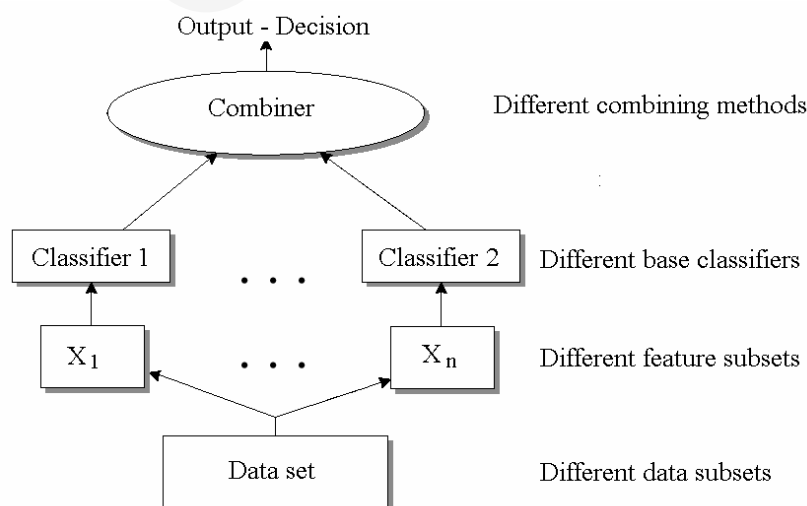 Output - Decision
Combiner
Different combining methods
Classifier 1
. . .
Classifier 2
Different base classifiers
X1
. . .
Xn
Different feature subsets
Data set
Different data subsets